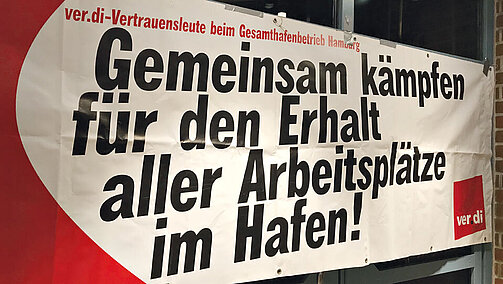 ver.di-Vertrauensleute beim Gesamthafenbetrieb Hamburg
Gemeinsam kämpfen
für den Erhalt
aller Arbeitsplätze
im Hafen!
ver di